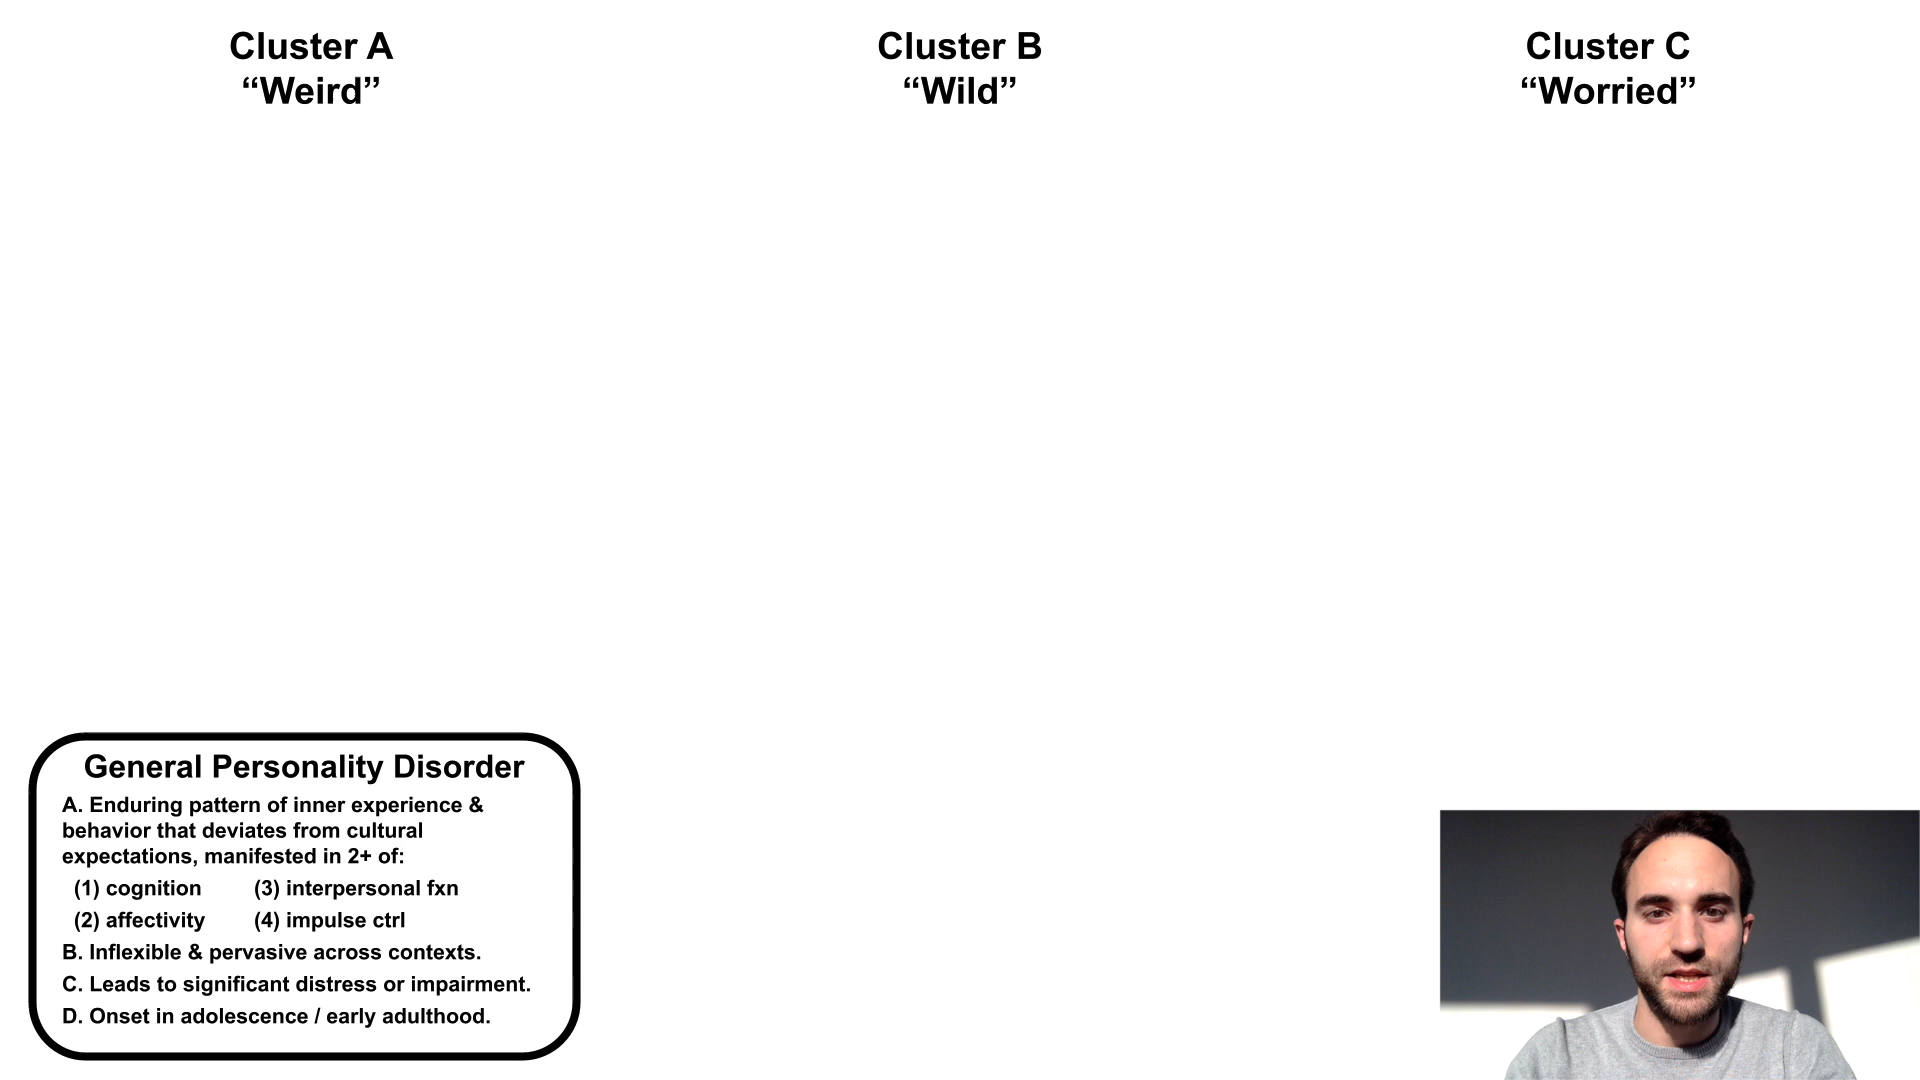 Cluster A
“Weird”
Cluster B
“Wild”
Cluster C
“Worried”
General Personality Disorder
A. Enduring pattern of inner experience &
behavior that deviates from cultural
expectations, manifested in 2+ of:
(1) cognition (3) interpersonal fxn
(2) affectivity (4) impulse ctrl
B. Inflexible & pervasive across contexts.
C. Leads to significant distress or impairment.
D. Onset in adolescence / early adulthood.